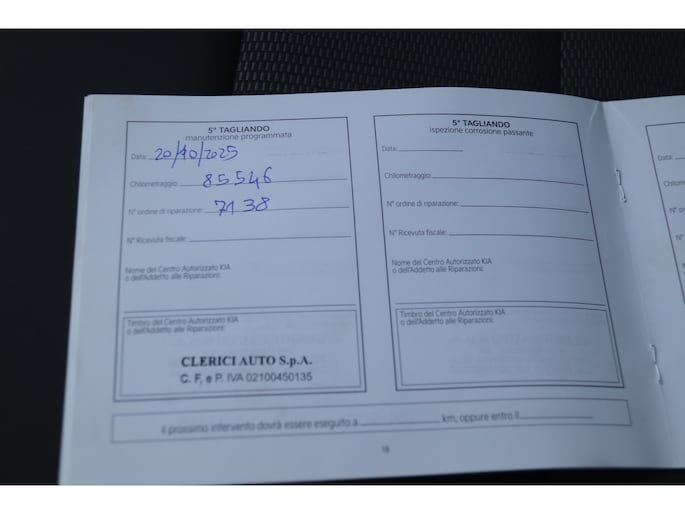 5° TAGLIANDO
manutenzione programmata
Data: 20/10/2025
Chilometraggio: 85546
N° ordine di riparazione: 7138
N° Ricevuta fiscale:
Nome del Centro Autorizzato KIA
o dell'Addetto alle Riparazioni:
Timbro del Centro Autorizzato KIA
o dell'Addetto alle Riparazioni:
CLERICI AUTO S.p.A.
C. F. e P. IVA 02100450135
5° TAGLIANDO
ispezione corrosione passante
Data:
Chilometraggio:
N° ordine di riparazione:
N° Ricevuta fiscale:
Nome del Centro Autorizzato KIA
o dell'Addetto alle Riparazioni:
Timbro del Centro Autorizzato KIA
o dell'Addetto alle Riparazioni:
Il prossimo intervento dovrà essere eseguito a km, oppure entro il
18
Data:
N°
N°